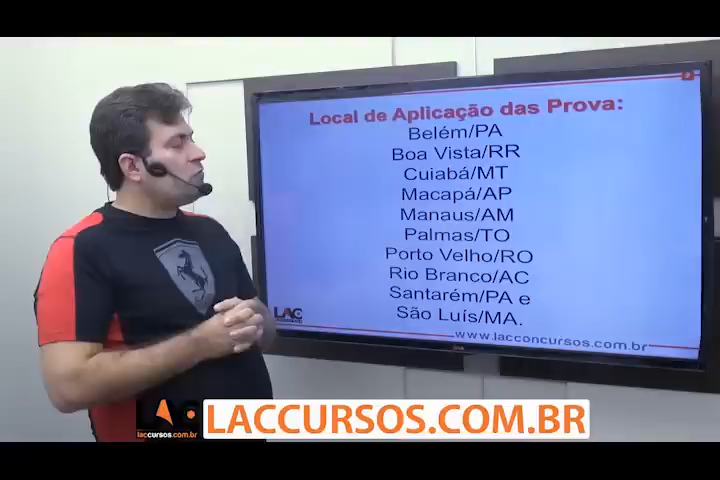 Local de Aplicação das Prova:
Belém/PA
Boa Vista/RR
Cuiabá/MT
Macapá/AP
Manaus/AM
Palmas/TO
Porto Velho/RO
Rio Branco/AC
Santarém/PA e
São Luís/MA.
LAC
www.lacconcursos.com.br
LAC
laccursos.com.br
LACCURSOS.COM.BR